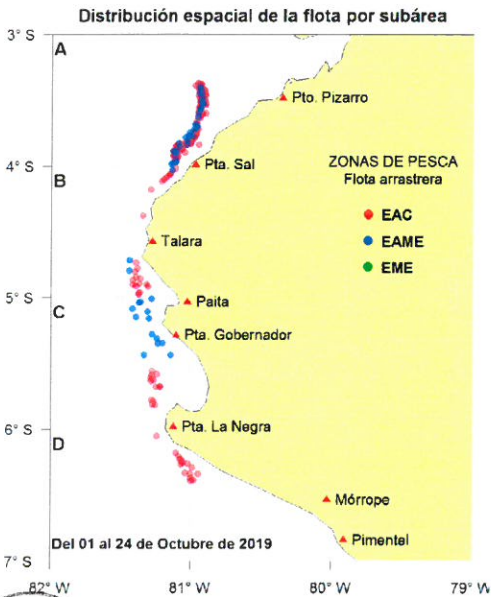 Distribución espacial de la flota por subárea
3° S
A
Pto. Pizarro
4° S
Pta. Sal
B
ZONAS DE PESCA
Flota arrastrera
EAC
EAME
EME
Talara
5° S
Paita
C
Pta. Gobernador
6° S
Pta. La Negra
D
Mórrope
Del 01 al 24 de Octubre de 2019
Pimentel
7° S
82° W
81° W
80° W
79° W